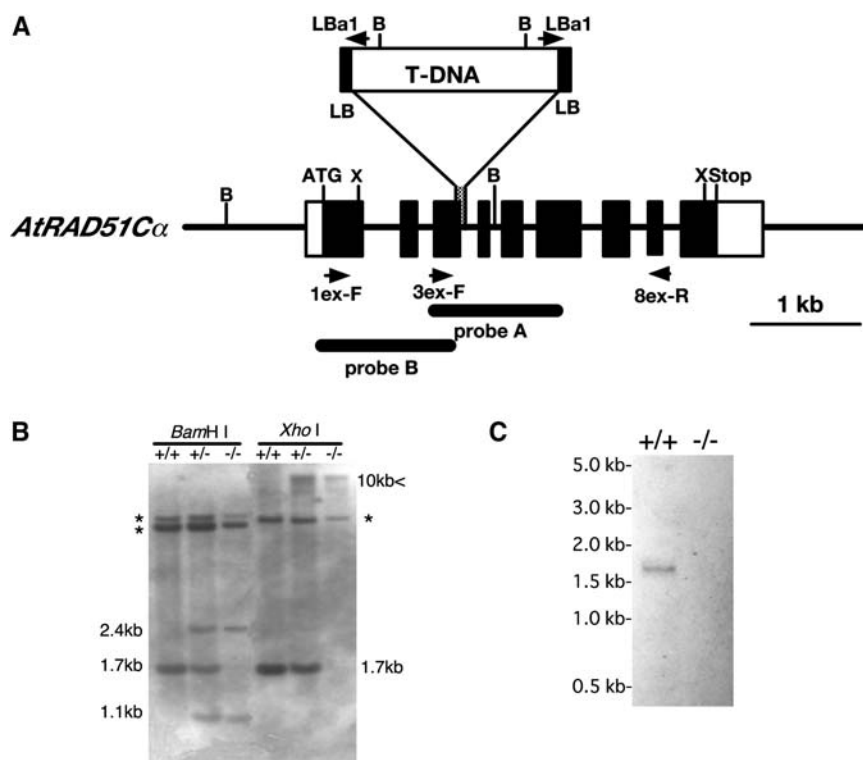 A
LBa1 B B LBa1
T-DNA
LB LB
B ATG X B XStop
AtRAD51Cα
1ex-F 3ex-F 8ex-R
1 kb
probe A
probe B
B
BamH I Xho I
+/+ +/- -/- +/+ +/- -/-
10kb<
* *
*
2.4kb
1.7kb 1.7kb
1.1kb
C
+/+ -/-
5.0 kb-
3.0 kb-
2.0 kb-
1.5 kb-
1.0 kb-
0.5 kb-